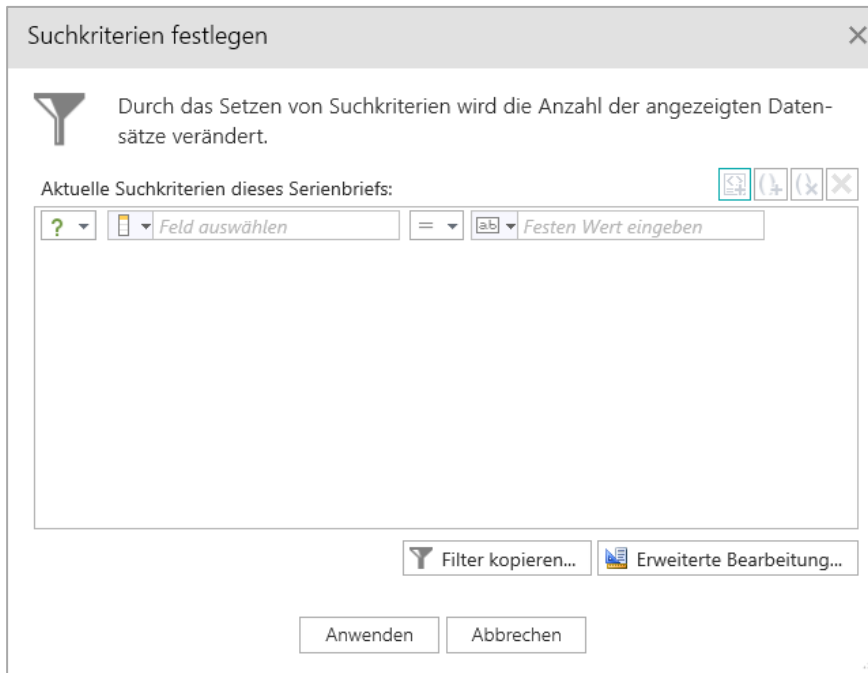 Suchkriterien festlegen
Durch das Setzen von Suchkriterien wird die Anzahl der angezeigten Daten-
sätze verändert.
Aktuelle Suchkriterien dieses Serienbriefs:
? Feld auswählen = ab Festen Wert eingeben
Filter kopieren... Erweiterte Bearbeitung...
Anwenden Abbrechen